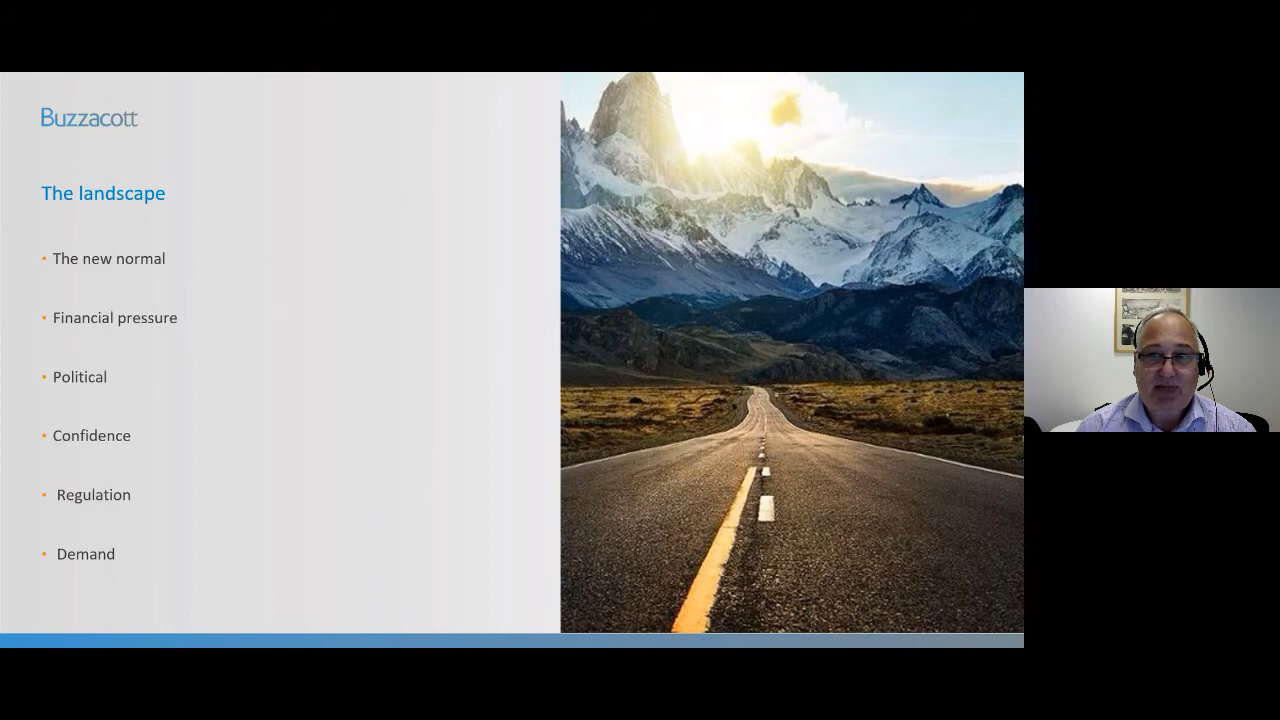 Buzzacott
The landscape
• The new normal
• Financial pressure
• Political
• Confidence
• Regulation
• Demand